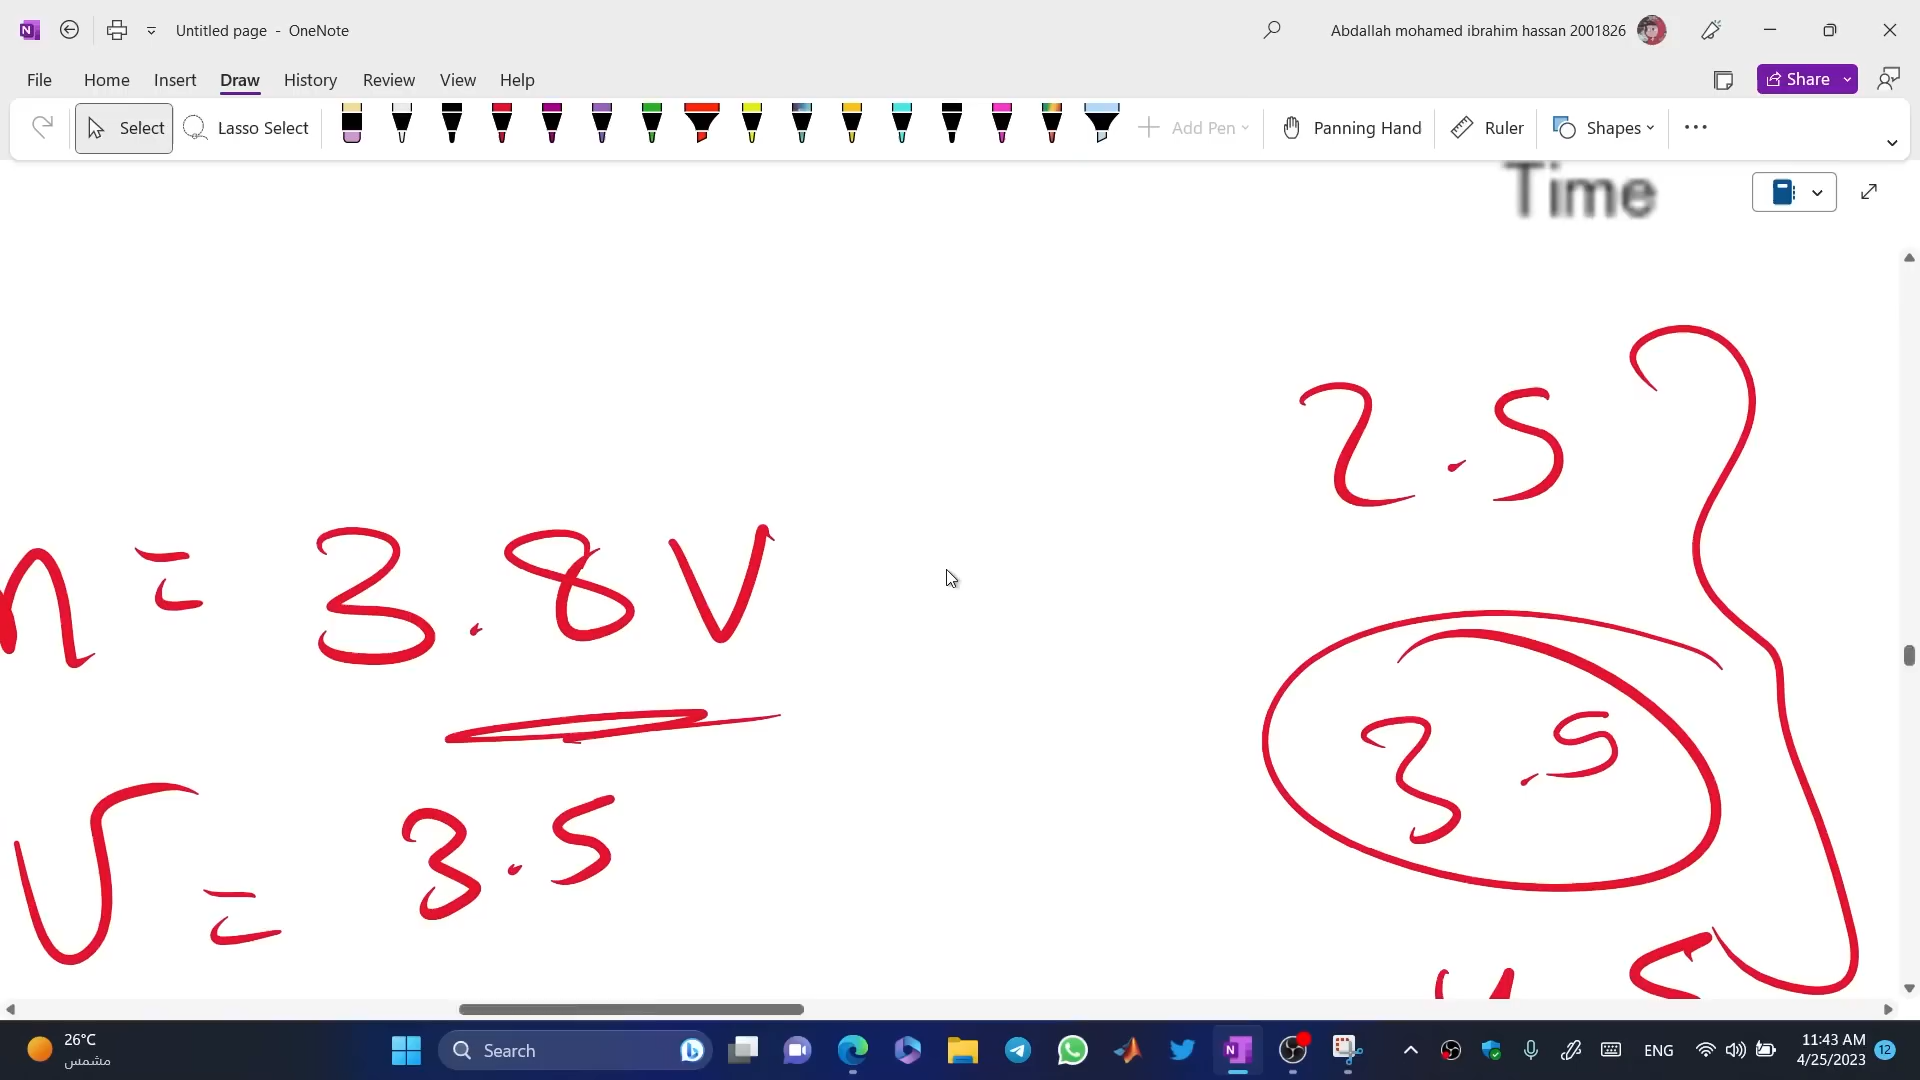 Untitled page - OneNote
Abdallah mohamed ibrahim hassan 2001826
File Home Insert Draw History Review View Help
Share
Select Lasso Select Add Pen Panning Hand Ruler Shapes
Time
2.5
n = 3.8 V
3.5
= 3.5
26°C
مشمس
Search
ENG
11:43 AM
4/25/2023
12